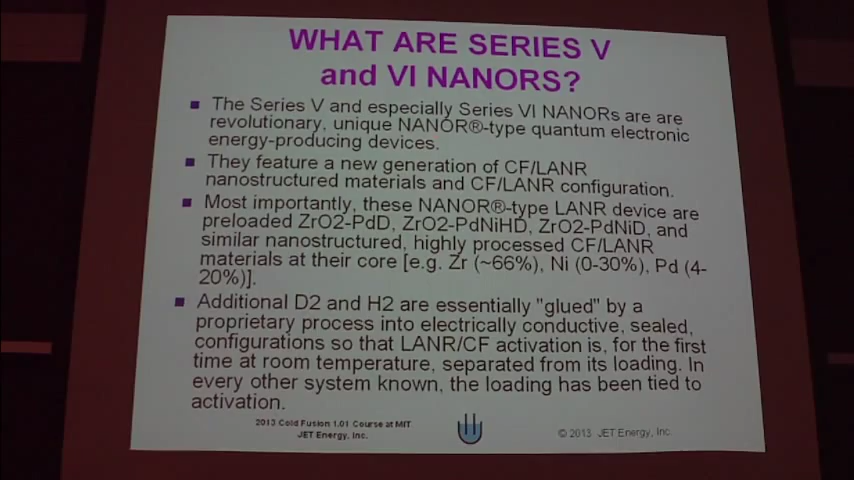 WHAT ARE SERIES V
and VI NANORS?
The Series V and especially Series VI NANORs are are
revolutionary, unique NANOR®-type quantum electronic
energy-producing devices.
They feature a new generation of CF/LANR
nanostructured materials and CF/LANR configuration.
Most importantly, these NANOR®-type LANR device are
preloaded ZrO2-PdD, ZrO2-PdNiHD, ZrO2-PdNiD, and
similar nanostructured, highly processed CF/LANR
materials at their core [e.g. Zr (~66%), Ni (0-30%), Pd (4-
20%)].
Additional D2 and H2 are essentially "glued" by a
proprietary process into electrically conductive, sealed,
configurations so that LANR/CF activation is, for the first
time at room temperature, separated from its loading. In
every other system known, the loading has been tied to
activation.
2013 Cold Fusion 1.01 Course at MIT
JET Energy, Inc.
© 2013 JET Energy, Inc.